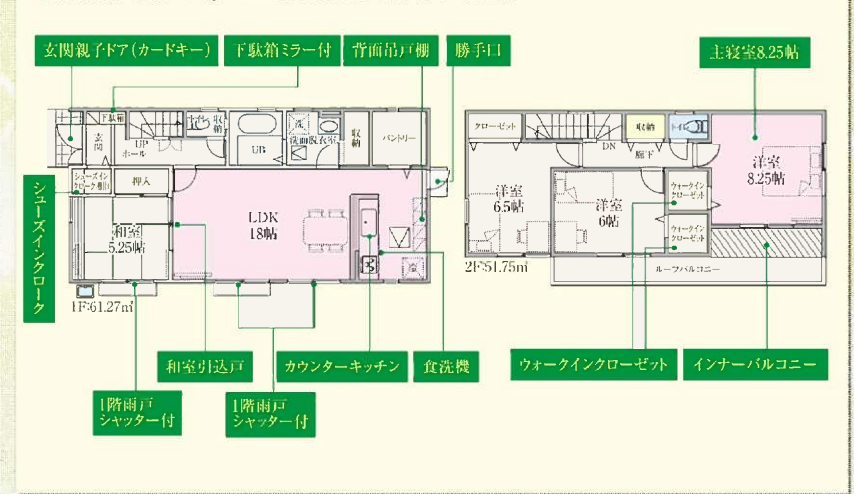 玄関親子ドア(カードキー)
下駄箱ミラー付
背面吊戸棚
勝手口
主寝室8.25帖
下駄箱
玄関
UP
ホール
トイレ
収納
UB
洗
洗面脱衣室
収納
パントリー
クローゼット
DN
収納
トイレ
廊下
洋室
8.25帖
シューズイン
クローク
押入
和室
5.25帖
LDK
18帖
洋室
6.5帖
洋室
6帖
ウォークイン
クローゼット
ウォークイン
クローゼット
ルーフバルコニー
シューズインクローク
1F:61.27㎡
2F:51.75㎡
和室引込戸
カウンターキッチン
食洗機
ウォークインクローゼット
インナーバルコニー
1階雨戸
シャッター付
1階雨戸
シャッター付